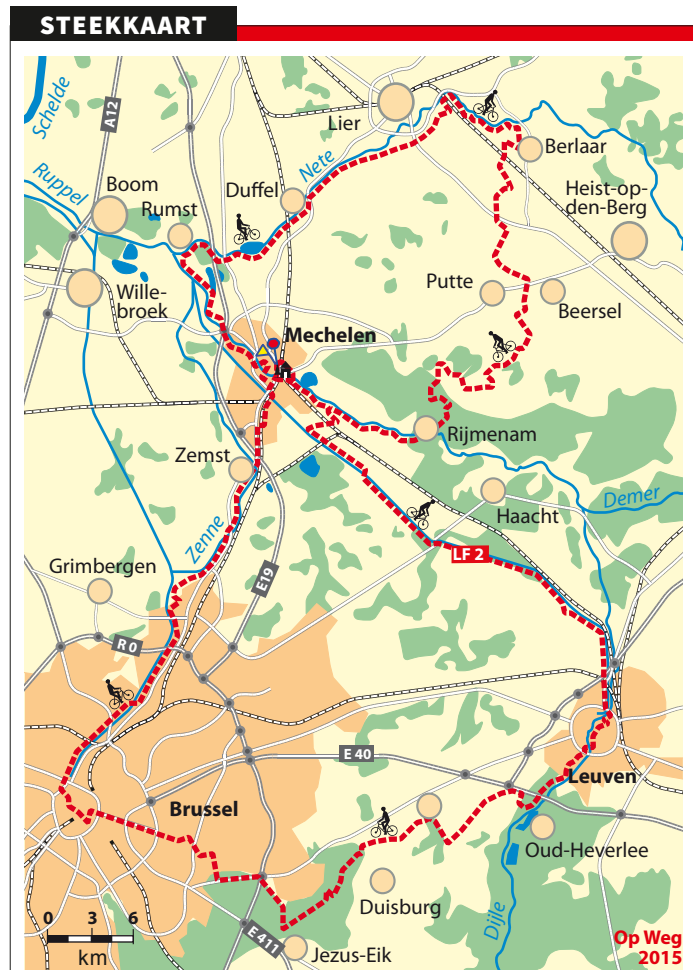 STEEKKAART
Schelde
A12
Lier
Ruppel
Boom
Rumst
Duffel
Nete
Berlaar
Heist-op-
den-Berg
Wille-
broek
Putte
Beersel
Mechelen
Rijmenam
Zemst
Demer
Haacht
Zenne
LF 2
Grimbergen
E19
R 0
E 40
Leuven
Brussel
Oud-Heverlee
Duisburg
Dijle
0 3 6
km
E 411
Jezus-Eik
Op Weg
2015